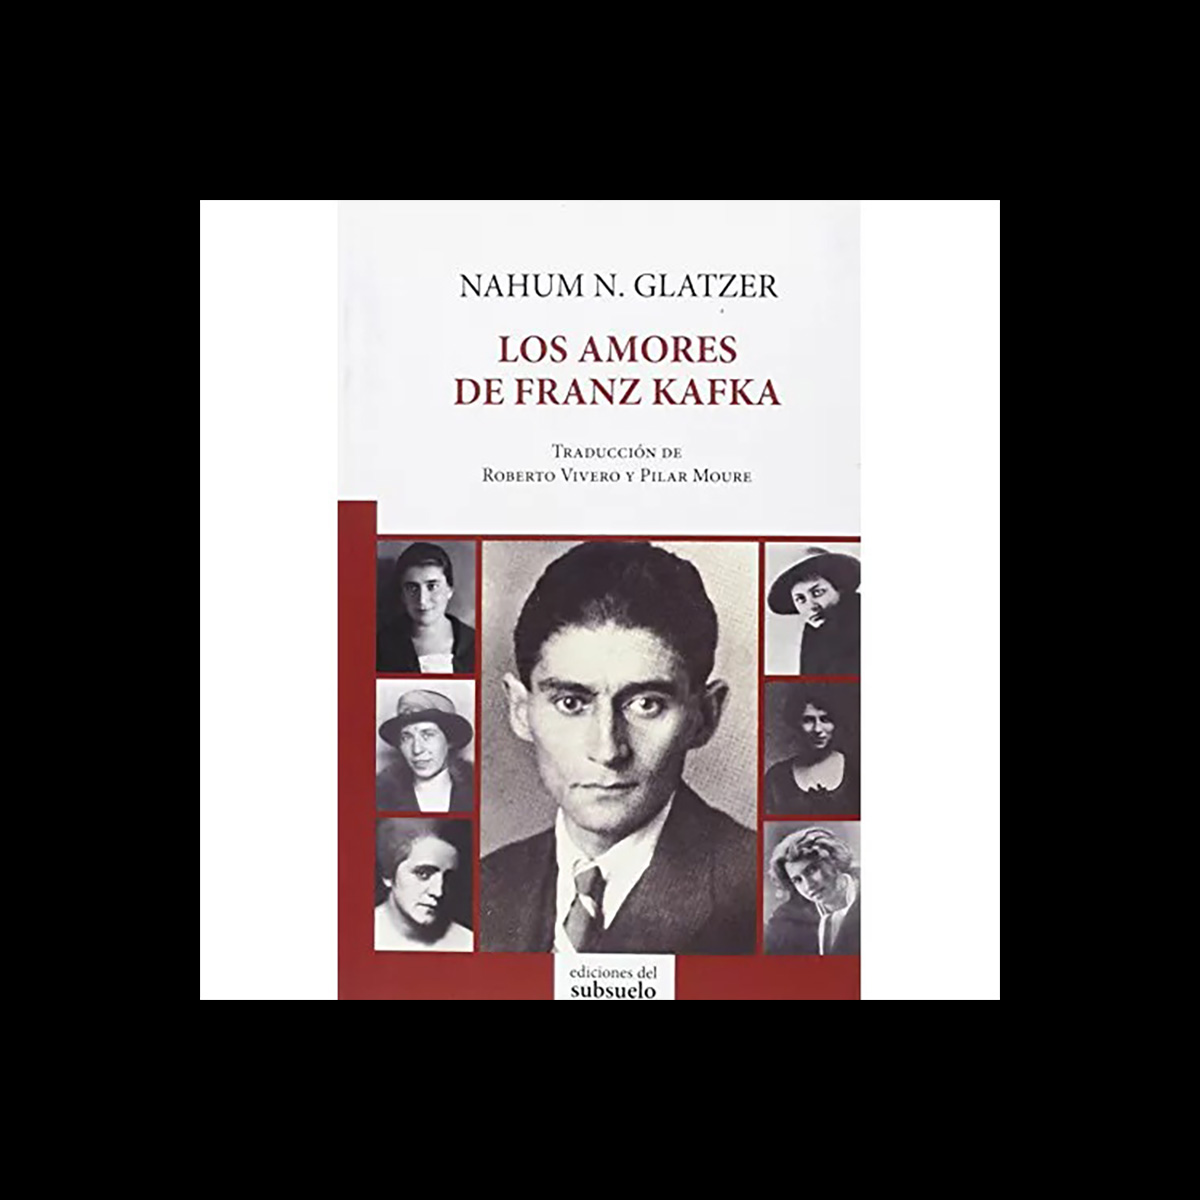 NAHUM N. GLATZER
LOS AMORES
DE FRANZ KAFKA
TRADUCCIÓN DE
ROBERTO VIVERO Y PILAR MOURE
ediciones del
subsuelo